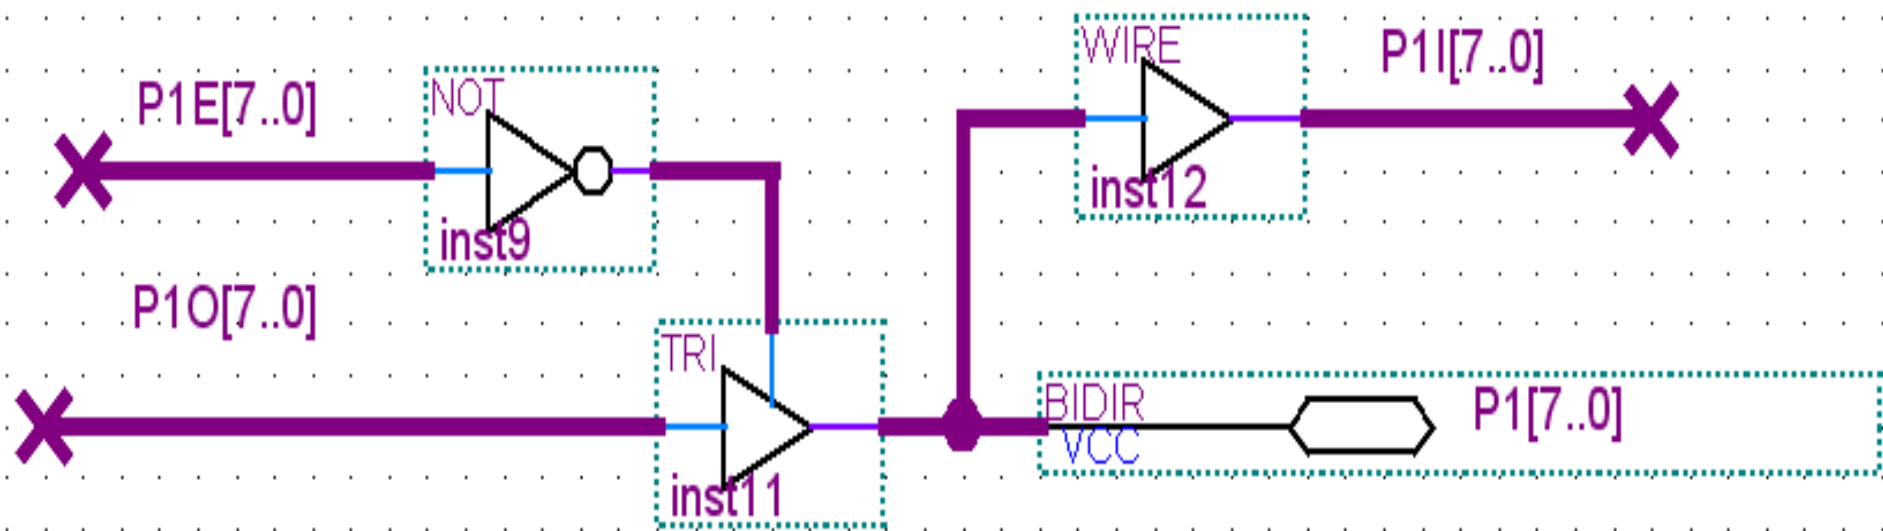 WIRE
P1I[7..0]
P1E[7..0]
NOT
inst12
inst9
P1O[7..0]
TRI
BIDIR
P1[7..0]
VCC
inst11